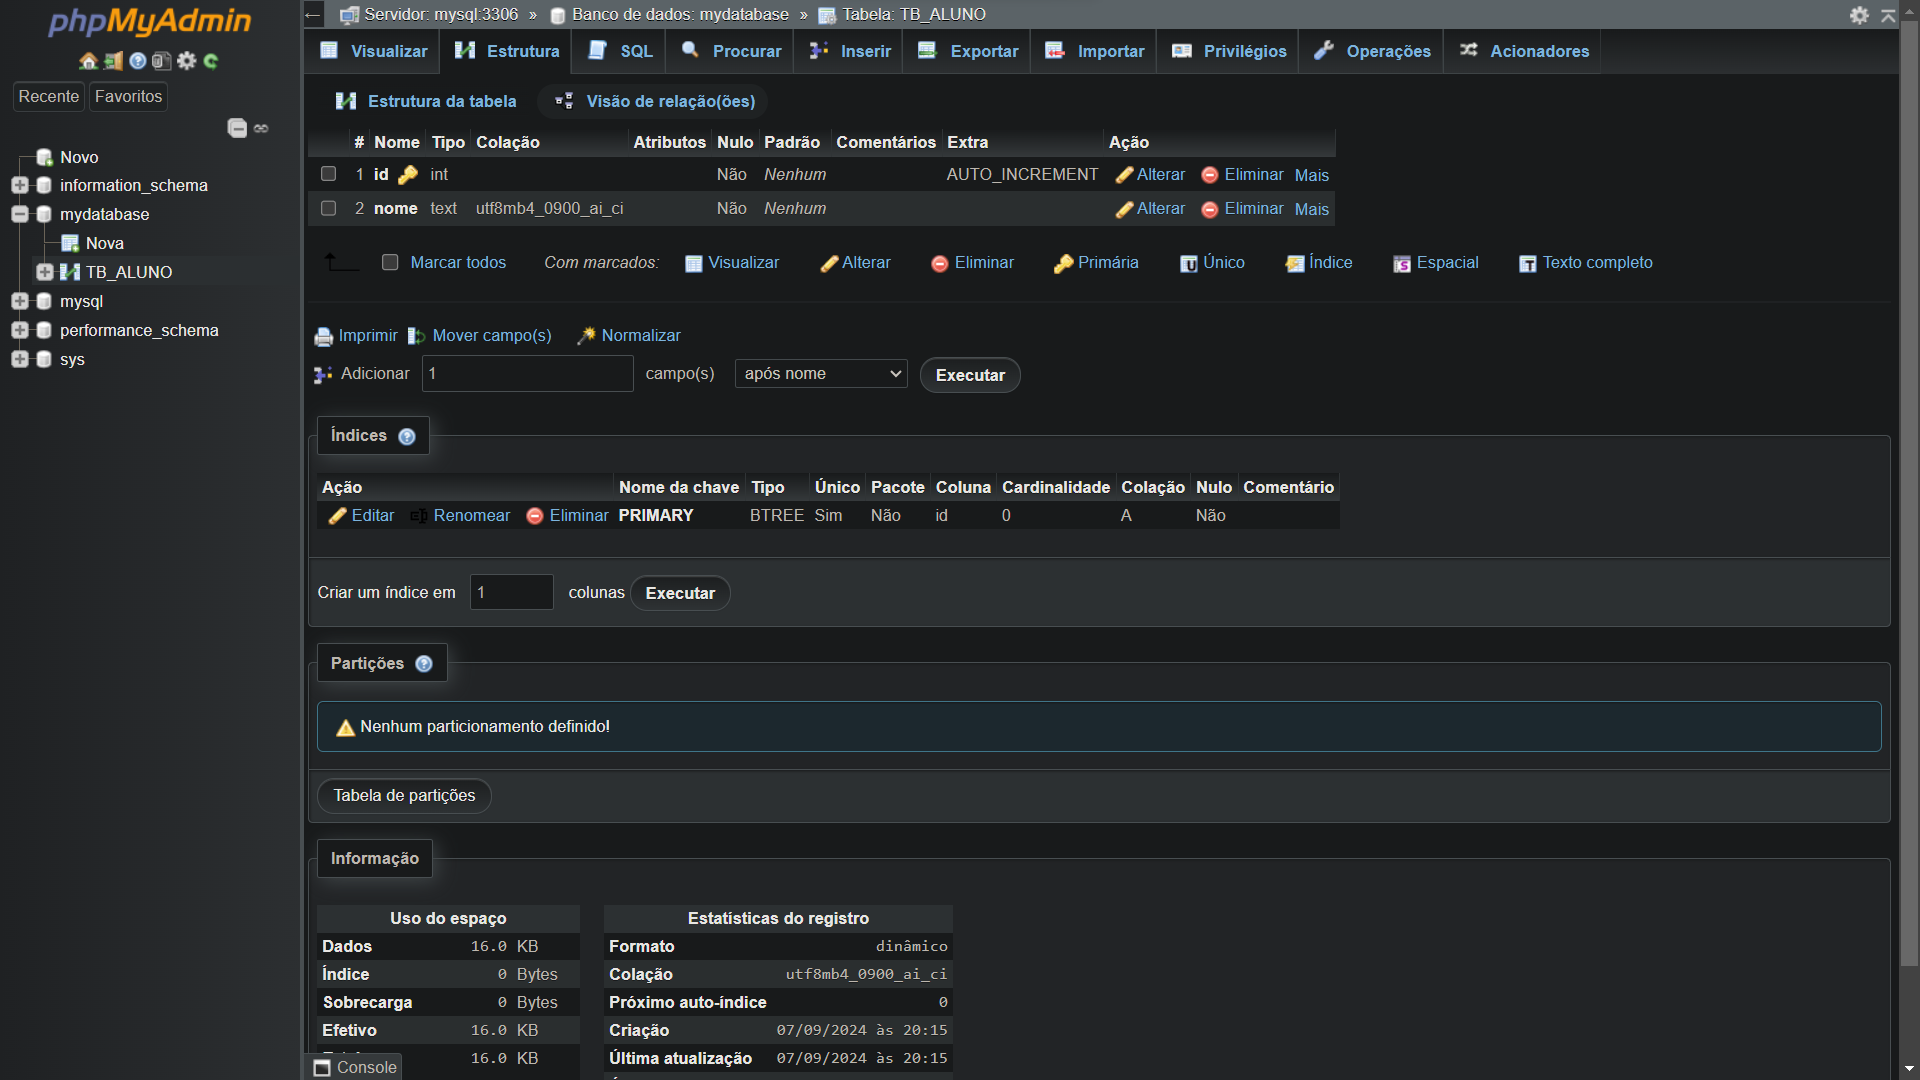 phpMyAdmin
Recente Favoritos
Novo
information_schema
mydatabase
Nova
TB_ALUNO
mysql
performance_schema
sys
Servidor: mysql:3306 » Banco de dados: mydatabase » Tabela: TB_ALUNO
Visualizar Estrutura SQL Procurar Inserir Exportar Importar Privilégios Operações Acionadores
Estrutura da tabela Visão de relação(ões)
# Nome Tipo Colação Atributos Nulo Padrão Comentários Extra Ação
1 id int Não Nenhum AUTO_INCREMENT Alterar Eliminar Mais
2 nome text utf8mb4_0900_ai_ci Não Nenhum Alterar Eliminar Mais
Marcar todos Com marcados: Visualizar Alterar Eliminar Primária Único Índice Espacial Texto completo
Imprimir Mover campo(s) Normalizar
Adicionar 1 campo(s) após nome Executar
Índices
Ação Nome da chave Tipo Único Pacote Coluna Cardinalidade Colação Nulo Comentário
Editar Renomear Eliminar PRIMARY BTREE Sim Não id 0 A Não
Criar um índice em 1 colunas Executar
Partições
Nenhum particionamento definido!
Tabela de partições
Informação
Uso do espaço
Dados 16.0 KB
Índice 0 Bytes
Sobrecarga 0 Bytes
Efetivo 16.0 KB
16.0 KB
Estatísticas do registro
Formato dinâmico
Colação utf8mb4_0900_ai_ci
Próximo auto-índice 0
Criação 07/09/2024 às 20:15
Última atualização 07/09/2024 às 20:15
Console